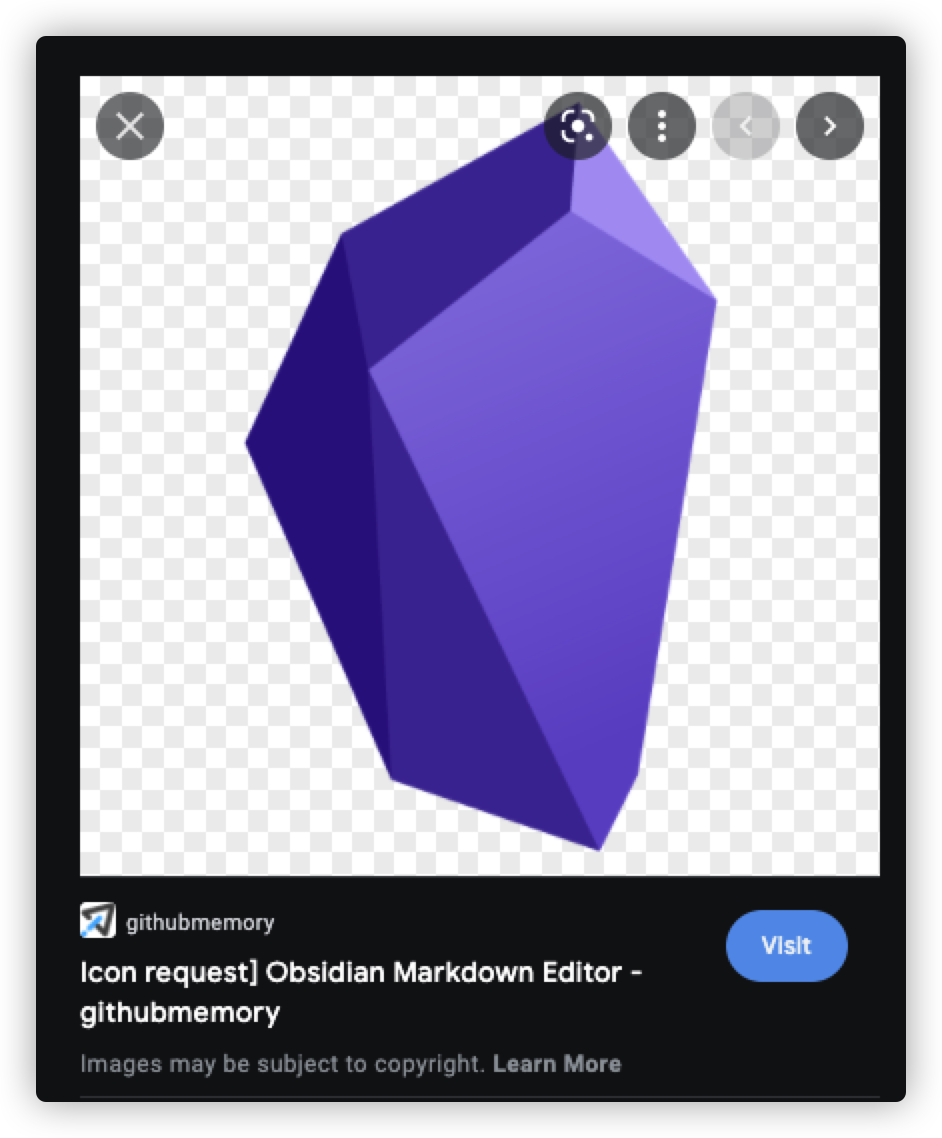 githubmemory
Visit
Icon request] Obsidian Markdown Editor -
githubmemory
Images may be subject to copyright. Learn More